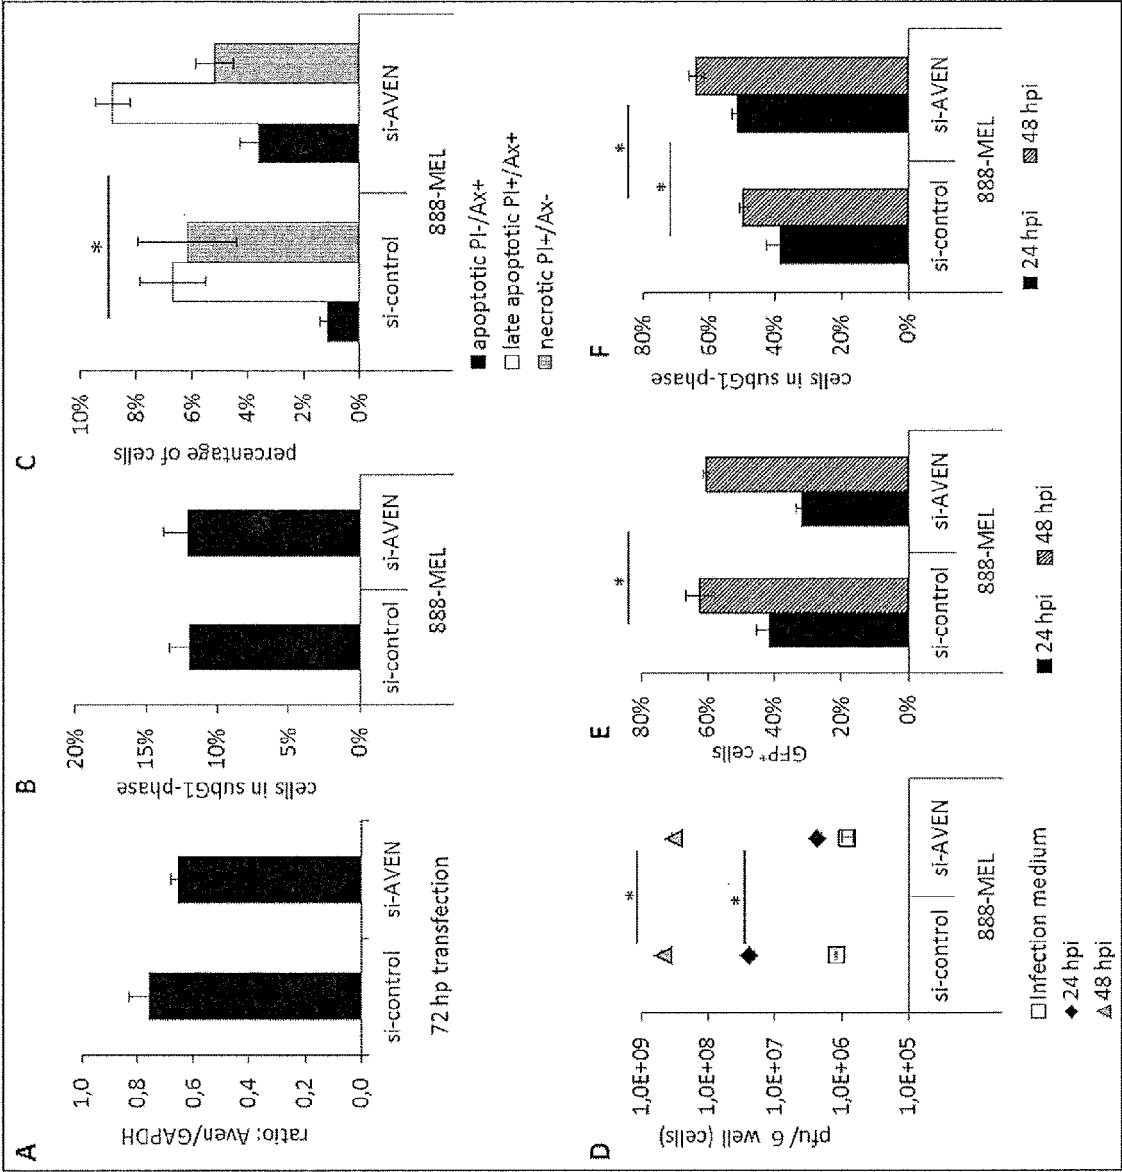 A
ratio: Aven/GAPDH
1,0
0,8
0,6
0,4
0,2
0,0
si-control
si-AVEN
72 hp transfection
B
cells in subG1-phase
20%
15%
10%
5%
0%
si-control
si-AVEN
888-MEL
C
percentage of cells
10%
8%
6%
4%
2%
0%
*
si-control
si-AVEN
888-MEL
apoptotic PI-/Ax+
late apoptotic PI+/Ax+
necrotic PI+/Ax-
D
pfu/ 6 well (cells)
1,0E+09
1,0E+08
1,0E+07
1,0E+06
1,0E+05
*
*
si-control
si-AVEN
888-MEL
Infection medium
24 hpi
48 hpi
E
GFP+ cells
80%
60%
40%
20%
0%
*
si-control
si-AVEN
888-MEL
24 hpi
48 hpi
F
cells in subG1-phase
80%
60%
40%
20%
0%
*
*
si-control
si-AVEN
888-MEL
24 hpi
48 hpi